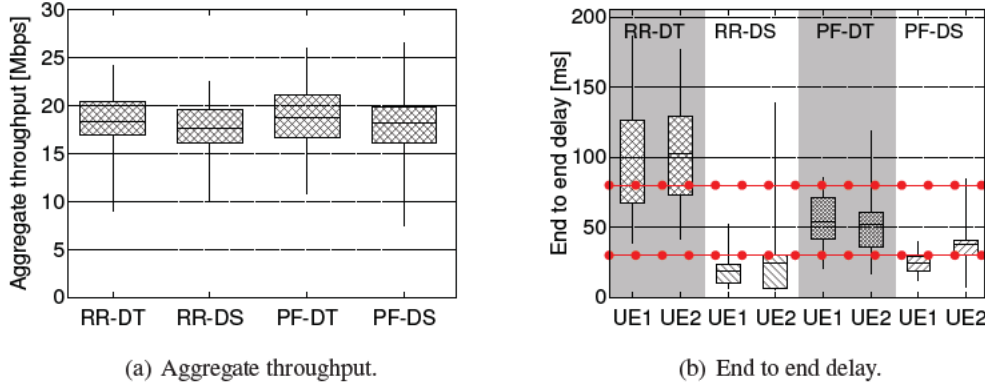 Aggregate throughput [Mbps]
30
25
20
15
10
5
0
RR-DT RR-DS PF-DT PF-DS
(a) Aggregate throughput.
End to end delay [ms]
200
150
100
50
0
RR-DT RR-DS PF-DT PF-DS
UE1 UE2 UE1 UE2 UE1 UE2 UE1 UE2
(b) End to end delay.